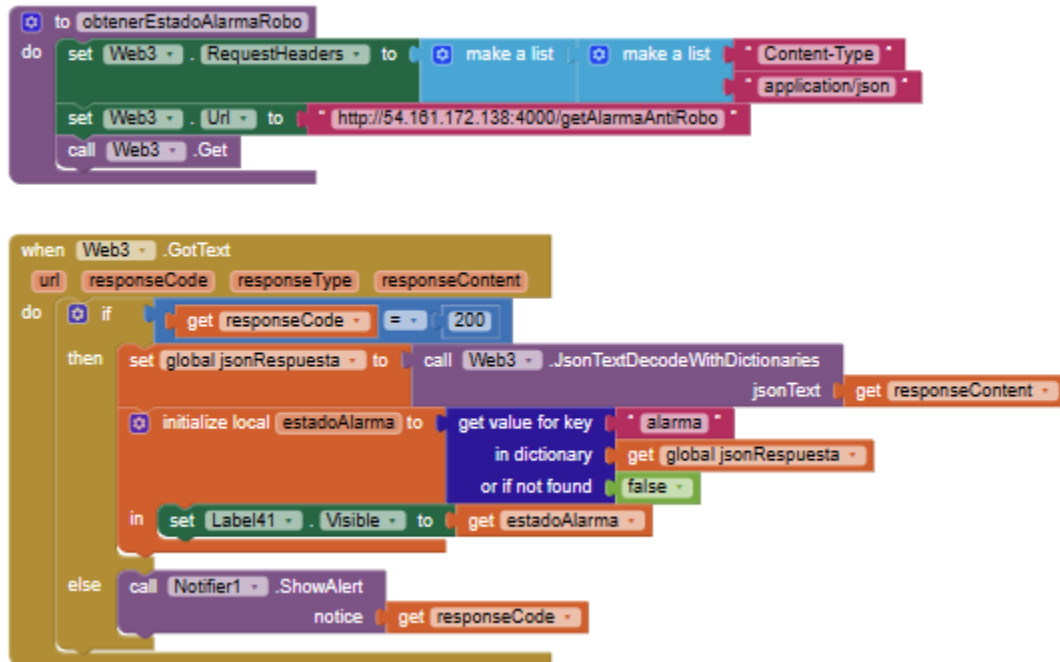 to obtenerEstadoAlarmaRobo
do set Web3 . RequestHeaders to make a list make a list " Content-Type "
" application/json "
set Web3 . Url to " http://54.161.172.138:4000/getAlarmaAntiRobo "
call Web3 .Get
when Web3 .GotText
url responseCode responseType responseContent
do if get responseCode = 200
then set global jsonRespuesta to call Web3 .JsonTextDecodeWithDictionaries
jsonText get responseContent
initialize local estadoAlarma to get value for key " alarma "
in dictionary get global jsonRespuesta
or if not found false
in set Label41 . Visible to get estadoAlarma
else call Notifier1 .ShowAlert
notice get responseCode